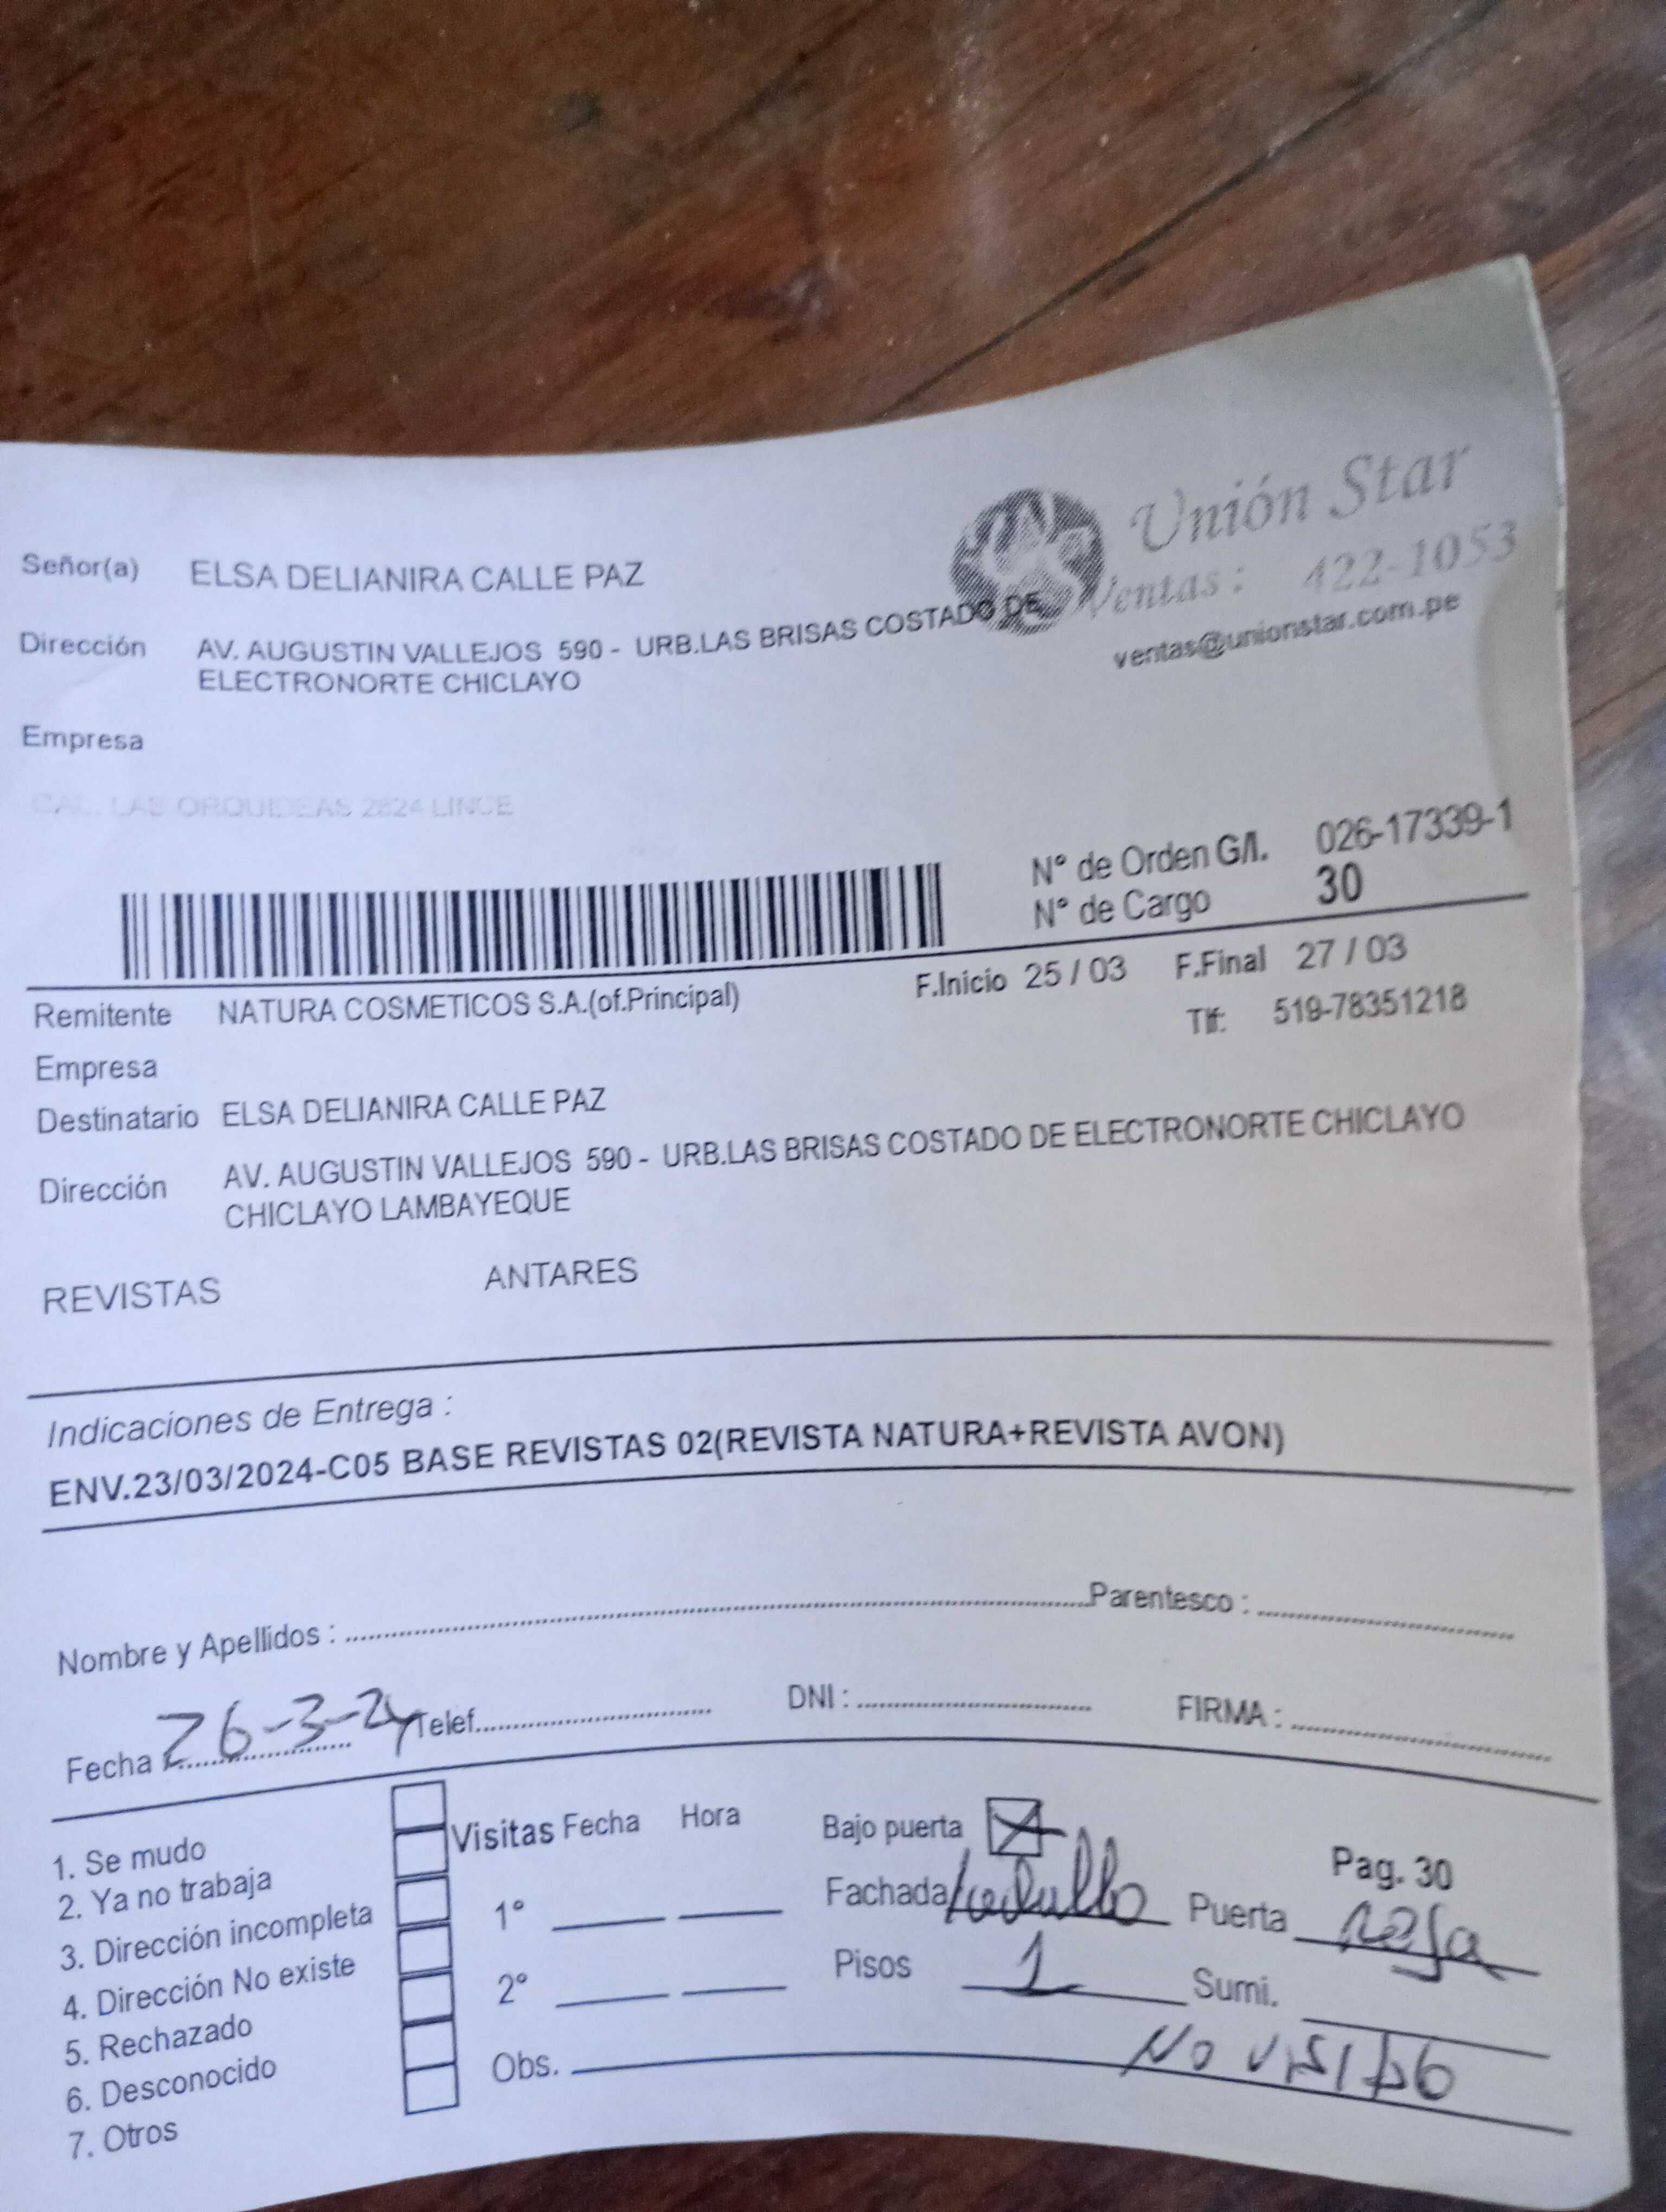 Unión Star
Ventas : 422-1053
ventas@unionstar.com.pe
Señor(a) ELSA DELIANIRA CALLE PAZ
Dirección AV. AUGUSTIN VALLEJOS 590 - URB.LAS BRISAS COSTADO DE
ELECTRONORTE CHICLAYO
Empresa
CAL. LAS ORQUIDEAS 2624 LINCE
N° de Orden G/I. 026-17339-1
N° de Cargo 30
Remitente NATURA COSMETICOS S.A.(of.Principal) F.Inicio 25 / 03 F.Final 27 / 03
Empresa Tlf: 519-78351218
Destinatario ELSA DELIANIRA CALLE PAZ
Dirección AV. AUGUSTIN VALLEJOS 590 - URB.LAS BRISAS COSTADO DE ELECTRONORTE CHICLAYO
CHICLAYO LAMBAYEQUE
REVISTAS ANTARES
Indicaciones de Entrega :
ENV.23/03/2024-C05 BASE REVISTAS 02(REVISTA NATURA+REVISTA AVON)
Nombre y Apellidos : Parentesco :
Fecha : 26-3-24 Telef. DNI : FIRMA :
1. Se mudo
2. Ya no trabaja
3. Dirección incompleta
4. Dirección No existe
5. Rechazado
6. Desconocido
7. Otros
Visitas Fecha Hora
1°
2°
Obs.
Bajo puerta Pag. 30
Fachada Puerta
Pisos 1 Sumi.